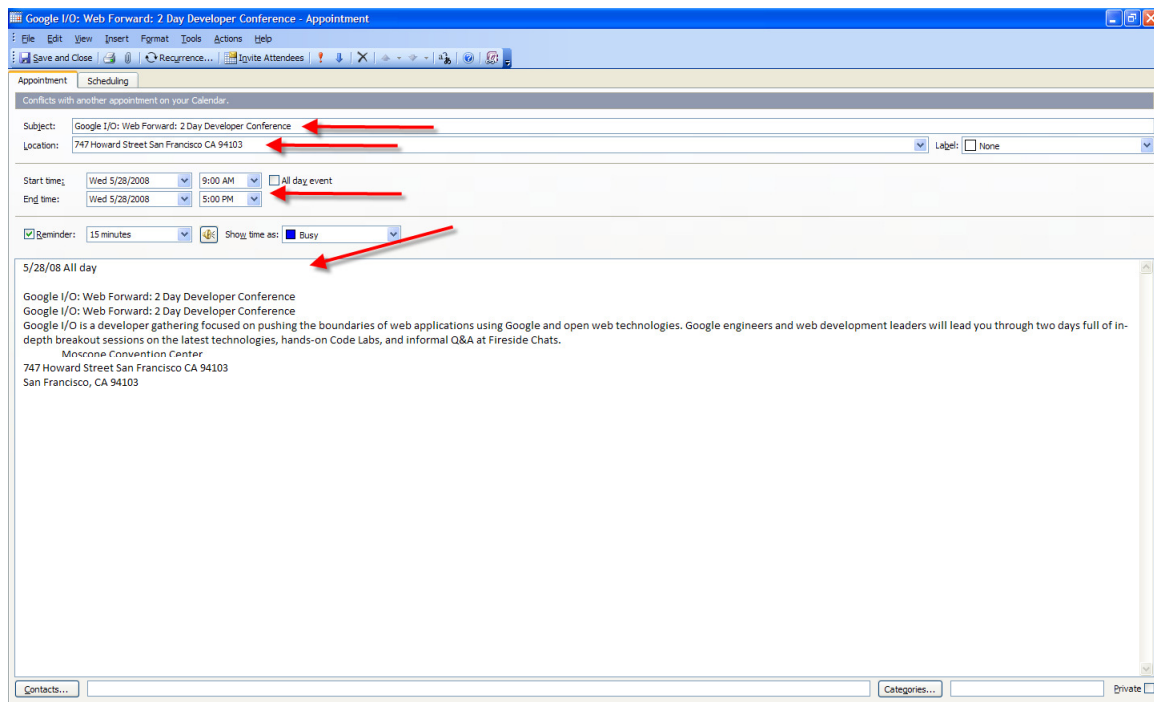 Google I/O: Web Forward: 2 Day Developer Conference - Appointment
File Edit View Insert Format Tools Actions Help
Save and Close Recurrence... Invite Attendees
Appointment Scheduling
Conflicts with another appointment on your Calendar.
Subject: Google I/O: Web Forward: 2 Day Developer Conference
Location: 747 Howard Street San Francisco CA 94103 Label: None
Start time: Wed 5/28/2008 9:00 AM All day event
End time: Wed 5/28/2008 5:00 PM
Reminder: 15 minutes Show time as: Busy
5/28/08 All day
Google I/O: Web Forward: 2 Day Developer Conference
Google I/O: Web Forward: 2 Day Developer Conference
Google I/O is a developer gathering focused on pushing the boundaries of web applications using Google and open web technologies. Google engineers and web development leaders will lead you through two days full of in-
depth breakout sessions on the latest technologies, hands-on Code Labs, and informal Q&A at Fireside Chats.
Moscone Convention Center
747 Howard Street San Francisco CA 94103
San Francisco, CA 94103
Contacts... Categories... Private